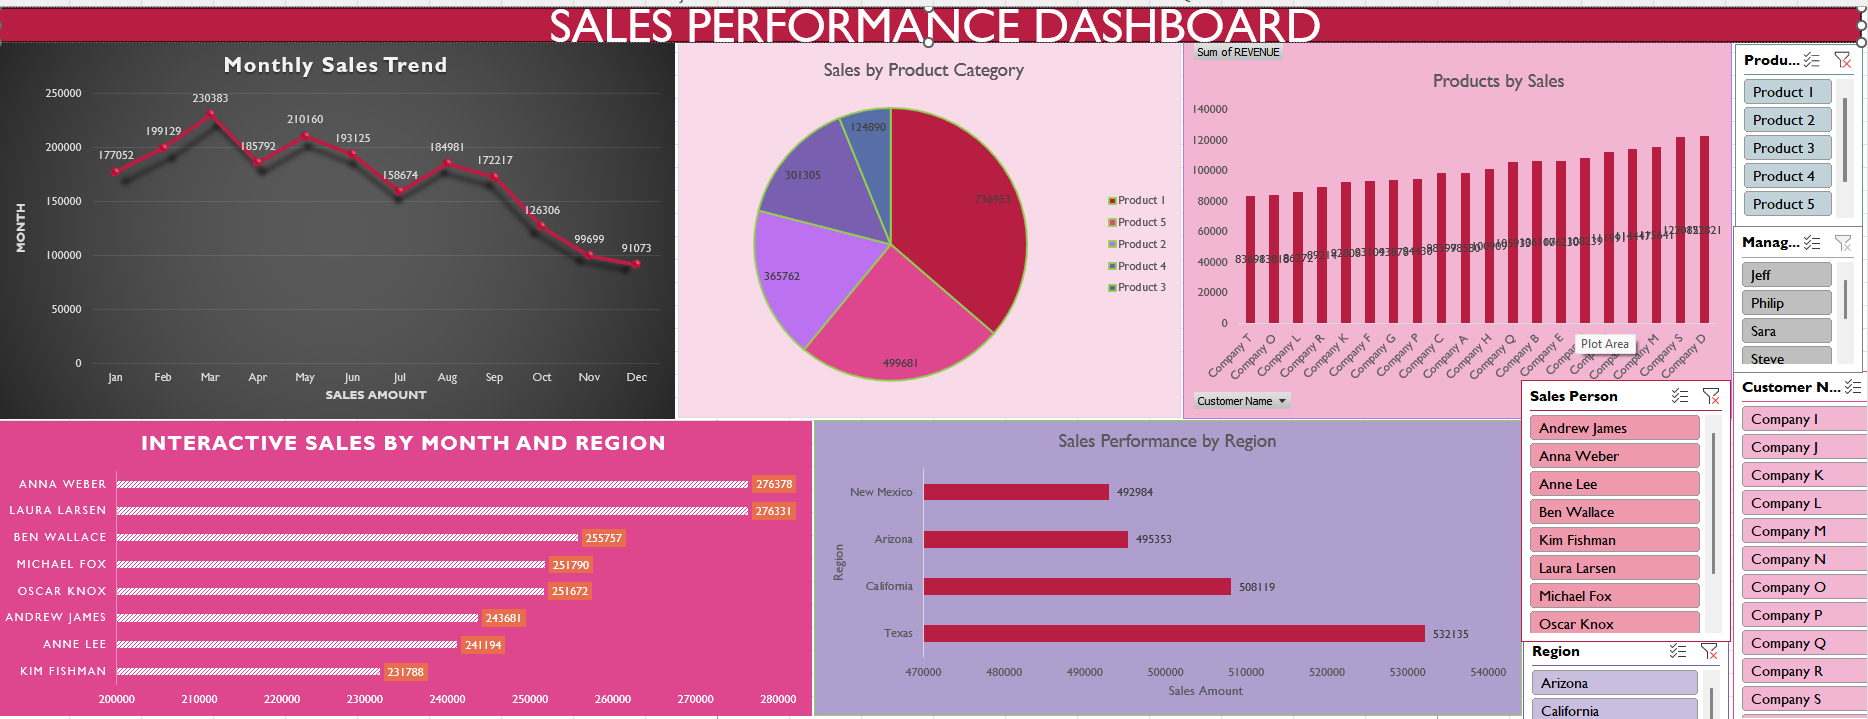 SALES PERFORMANCE DASHBOARD
Monthly Sales Trend
250000
200000
150000
100000
50000
0
MONTH
177052
199129
230383
185792
210160
193125
158674
184981
172217
126306
99699
91073
Jan Feb Mar Apr May Jun Jul Aug Sep Oct Nov Dec
SALES AMOUNT
Sales by Product Category
124890
736953
301305
365762
499681
Product 1
Product 5
Product 2
Product 4
Product 3
Sum of REVENUE
Products by Sales
140000
120000
100000
80000
60000
40000
20000
0
Company T
Company O
Company L
Company R
Company K
Company F
Company G
Company P
Company C
Company A
Company H
Company Q
Company B
Company E
Company M
Company S
Company D
Plot Area
Customer Name
Produ...
Product 1
Product 2
Product 3
Product 4
Product 5
Manag...
Jeff
Philip
Sara
Steve
Customer N...
Company I
Company J
Company K
Company L
Company M
Company N
Company O
Company P
Company Q
Company R
Company S
INTERACTIVE SALES BY MONTH AND REGION
ANNA WEBER 276378
LAURA LARSEN 276331
BEN WALLACE 255757
MICHAEL FOX 251790
OSCAR KNOX 251672
ANDREW JAMES 243681
ANNE LEE 241194
KIM FISHMAN 231788
200000 210000 220000 230000 240000 250000 260000 270000 280000
Sales Performance by Region
Region
New Mexico 492984
Arizona 495353
California 508119
Texas 532135
470000 480000 490000 500000 510000 520000 530000 540000
Sales Amount
Sales Person
Andrew James
Anna Weber
Anne Lee
Ben Wallace
Kim Fishman
Laura Larsen
Michael Fox
Oscar Knox
Region
Arizona
California